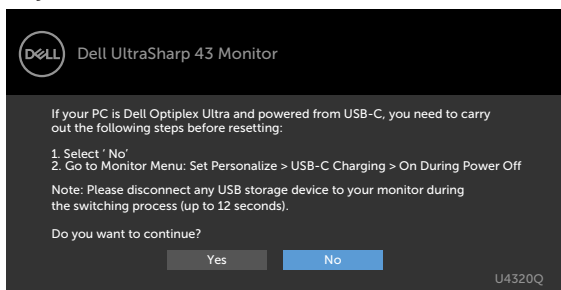 DELL
Dell UltraSharp 43 Monitor
If your PC is Dell Optiplex Ultra and powered from USB-C, you need to carry
out the following steps before resetting:
1. Select ‘ No’
2. Go to Monitor Menu: Set Personalize > USB-C Charging > On During Power Off
Note: Please disconnect any USB storage device to your monitor during
the switching process (up to 12 seconds).
Do you want to continue?
Yes No
U4320Q